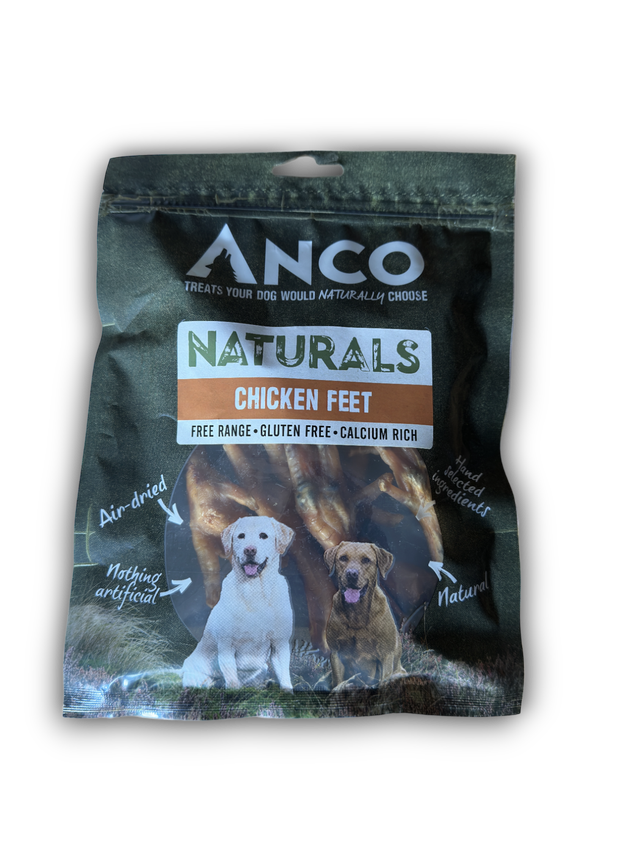 ANCO
TREATS YOUR DOG WOULD NATURALLY CHOOSE
NATURALS
CHICKEN FEET
FREE RANGE • GLUTEN FREE • CALCIUM RICH
Hand
selected
ingredients
Air-dried
Nothing
artificial
Natural